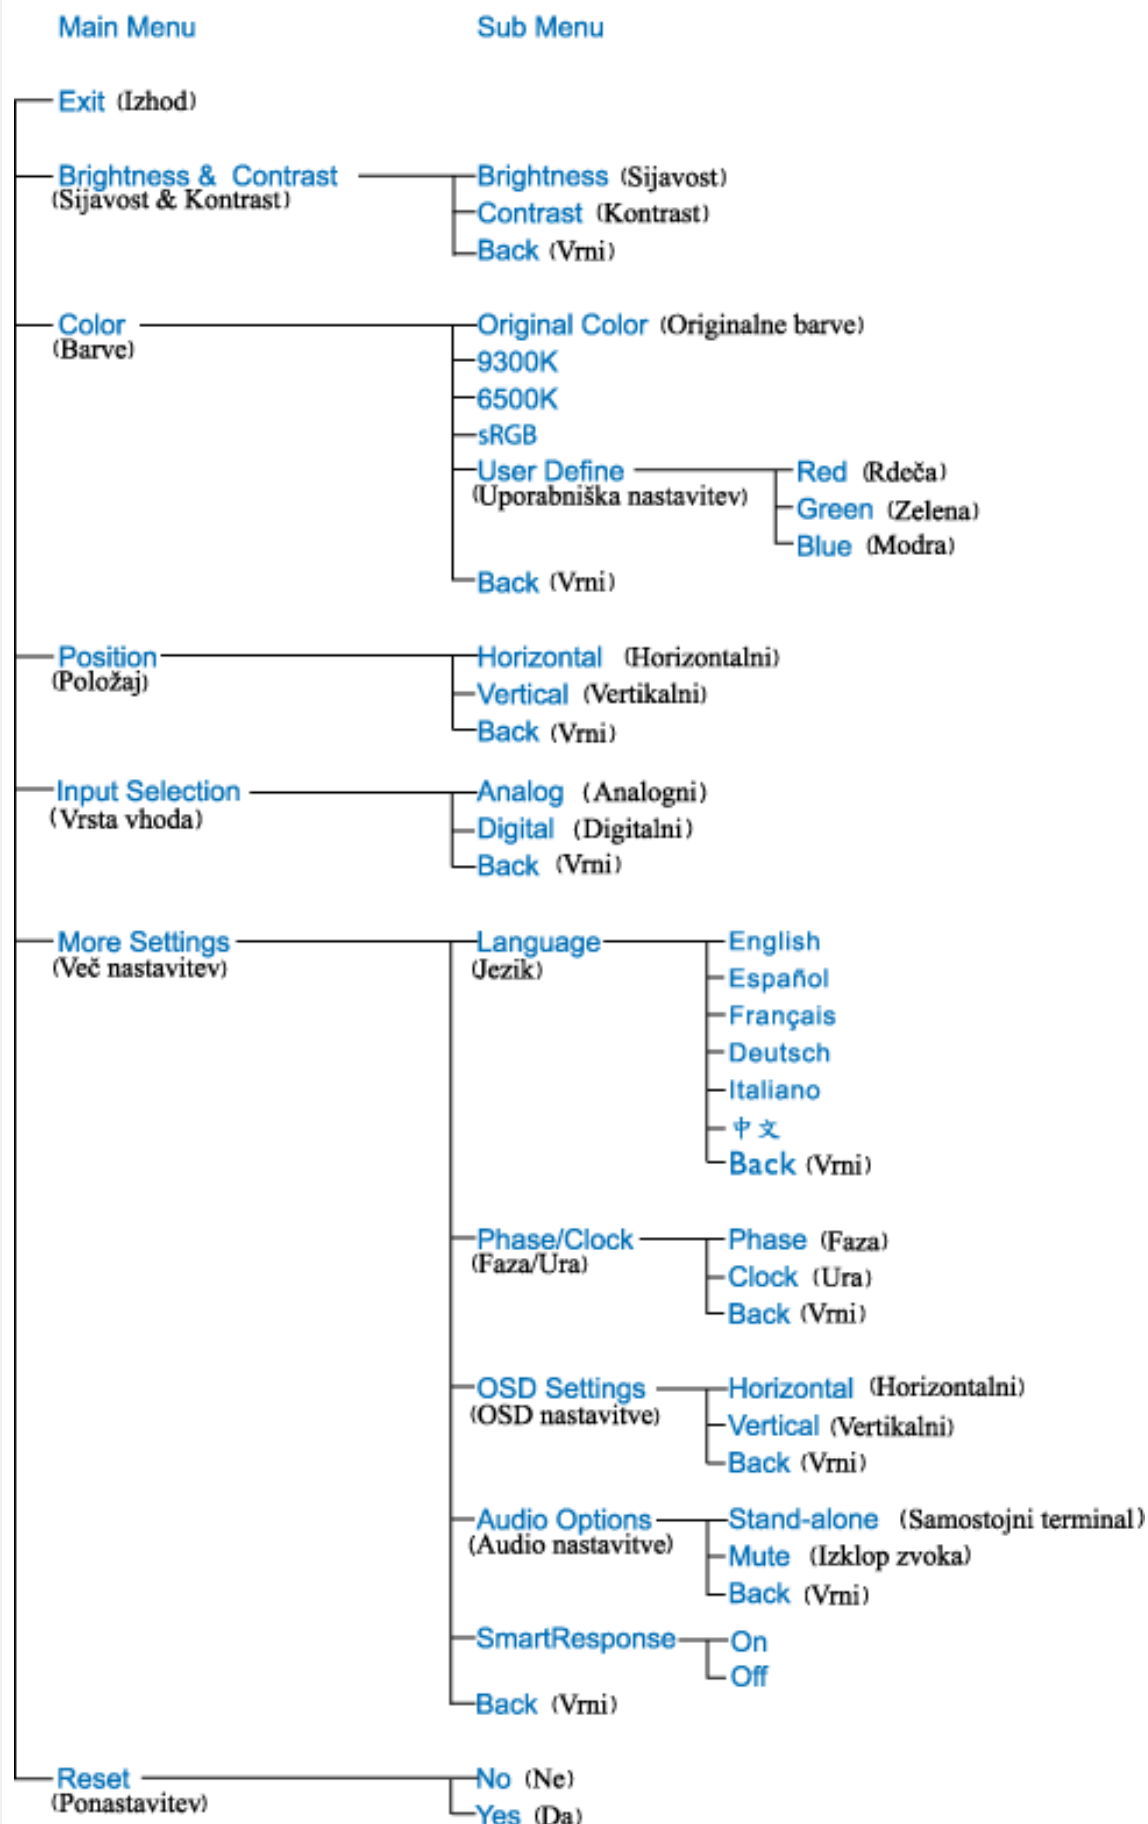 Main Menu Sub Menu
Exit (Izhod)
Brightness & Contrast Brightness (Sijavost)
(Sijavost & Kontrast)
Contrast (Kontrast)
Back (Vrni)
Color Original Color (Originalne barve)
(Barve)
9300K
6500K
sRGB
User Define Red (Rdeča)
(Uporabniška nastavitev)
Green (Zelena)
Blue (Modra)
Back (Vrni)
Position Horizontal (Horizontalni)
(Položaj)
Vertical (Vertikalni)
Back (Vrni)
Input Selection Analog (Analogni)
(Vrsta vhoda)
Digital (Digitalni)
Back (Vrni)
More Settings Language English
(Več nastavitev) (Jezik)
Español
Français
Deutsch
Italiano
中文
Back (Vrni)
Phase/Clock Phase (Faza)
(Faza/Ura)
Clock (Ura)
Back (Vrni)
OSD Settings Horizontal (Horizontalni)
(OSD nastavitve)
Vertical (Vertikalni)
Back (Vrni)
Audio Options Stand-alone (Samostojni terminal)
(Audio nastavitve)
Mute (Izklop zvoka)
Back (Vrni)
SmartResponse On
Off
Back (Vrni)
Reset No (Ne)
(Ponastavitev)
Yes (Da)